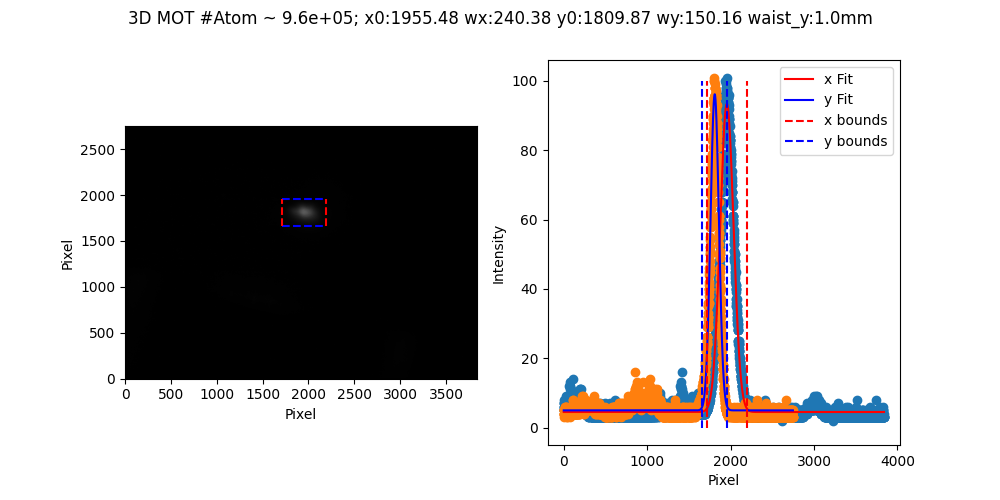 3D MOT #Atom ~ 9.6e+05; x0:1955.48 wx:240.38 y0:1809.87 wy:150.16 waist_y:1.0mm
2500
2000
1500
1000
500
0
Pixel
0 500 1000 1500 2000 2500 3000 3500
Pixel
100
80
60
40
20
0
Intensity
0 1000 2000 3000 4000
Pixel
x Fit
y Fit
x bounds
y bounds